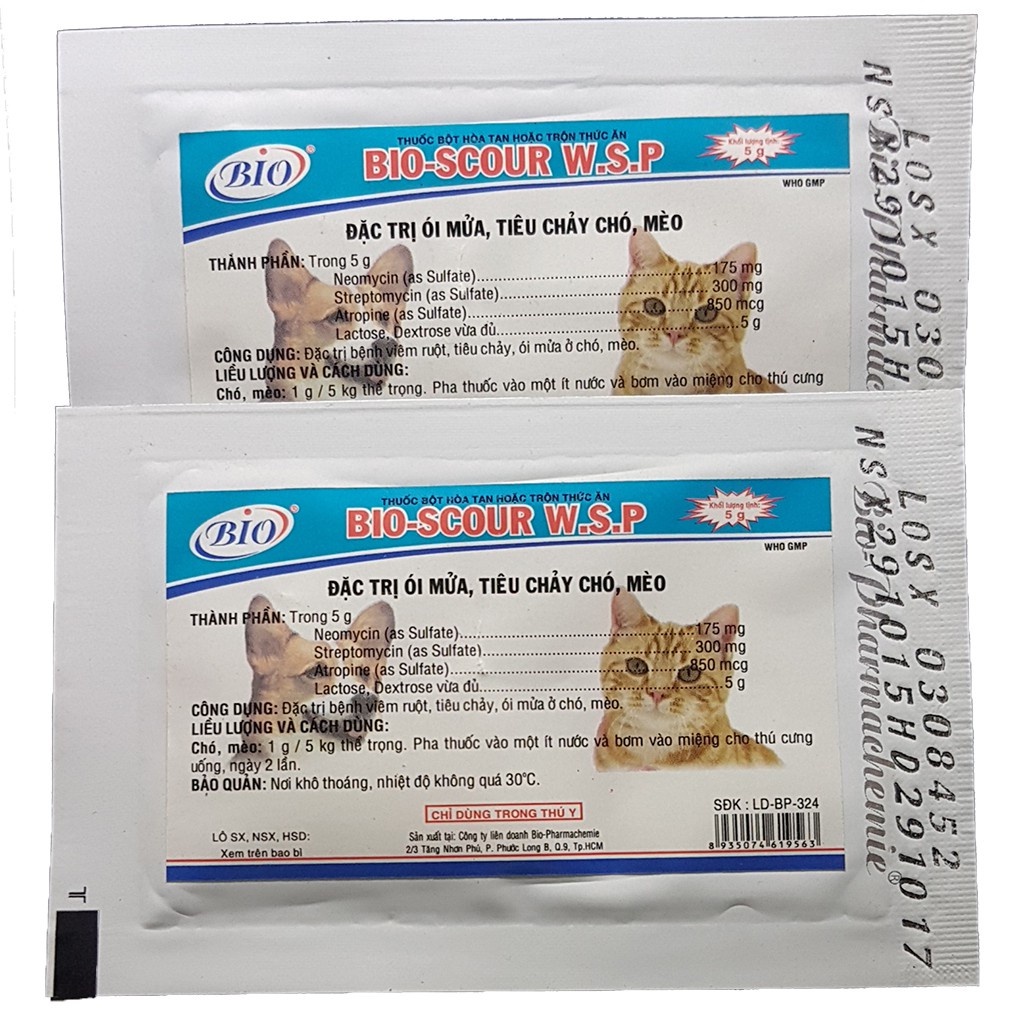 THUỐC BỘT HÒA TAN HOẶC TRỘN THỨC ĂN
BIO®
BIO-SCOUR W.S.P
Khối lượng tịnh:
5 g
WHO GMP
ĐẶC TRỊ ÓI MỬA, TIÊU CHẢY CHÓ, MÈO
THÀNH PHẦN: Trong 5 g
Neomycin (as Sulfate)...............................................175 mg
Streptomycin (as Sulfate)..........................................300 mg
Atropine (as Sulfate)................................................850 mcg
Lactose, Dextrose vừa đủ...............................................5 g
CÔNG DỤNG: Đặc trị bệnh viêm ruột, tiêu chảy, ói mửa ở chó, mèo.
LIỀU LƯỢNG VÀ CÁCH DÙNG:
Chó, mèo: 1 g / 5 kg thể trọng. Pha thuốc vào một ít nước và bơm vào miệng cho thú cưng
LOSX 030
THUỐC BỘT HÒA TAN HOẶC TRỘN THỨC ĂN
BIO®
BIO-SCOUR W.S.P
Khối lượng tịnh:
5 g
WHO GMP
ĐẶC TRỊ ÓI MỬA, TIÊU CHẢY CHÓ, MÈO
THÀNH PHẦN: Trong 5 g
Neomycin (as Sulfate)...............................................175 mg
Streptomycin (as Sulfate)..........................................300 mg
Atropine (as Sulfate)................................................850 mcg
Lactose, Dextrose vừa đủ...............................................5 g
CÔNG DỤNG: Đặc trị bệnh viêm ruột, tiêu chảy, ói mửa ở chó, mèo.
LIỀU LƯỢNG VÀ CÁCH DÙNG:
Chó, mèo: 1 g / 5 kg thể trọng. Pha thuốc vào một ít nước và bơm vào miệng cho thú cưng
uống, ngày 2 lần.
BẢO QUẢN: Nơi khô thoáng, nhiệt độ không quá 30°C.
CHỈ DÙNG TRONG THÚ Y
SĐK : LD-BP-324
LÔ SX, NSX, HSD:
Xem trên bao bì
Sản xuất tại: Công ty liên doanh Bio-Pharmachemie
2/3 Tăng Nhơn Phú, P. Phước Long B, Q.9, Tp.HCM
8 935074 619563
LOSX 0308452
NSX291015HD291017
Bio-Pharmachemie®